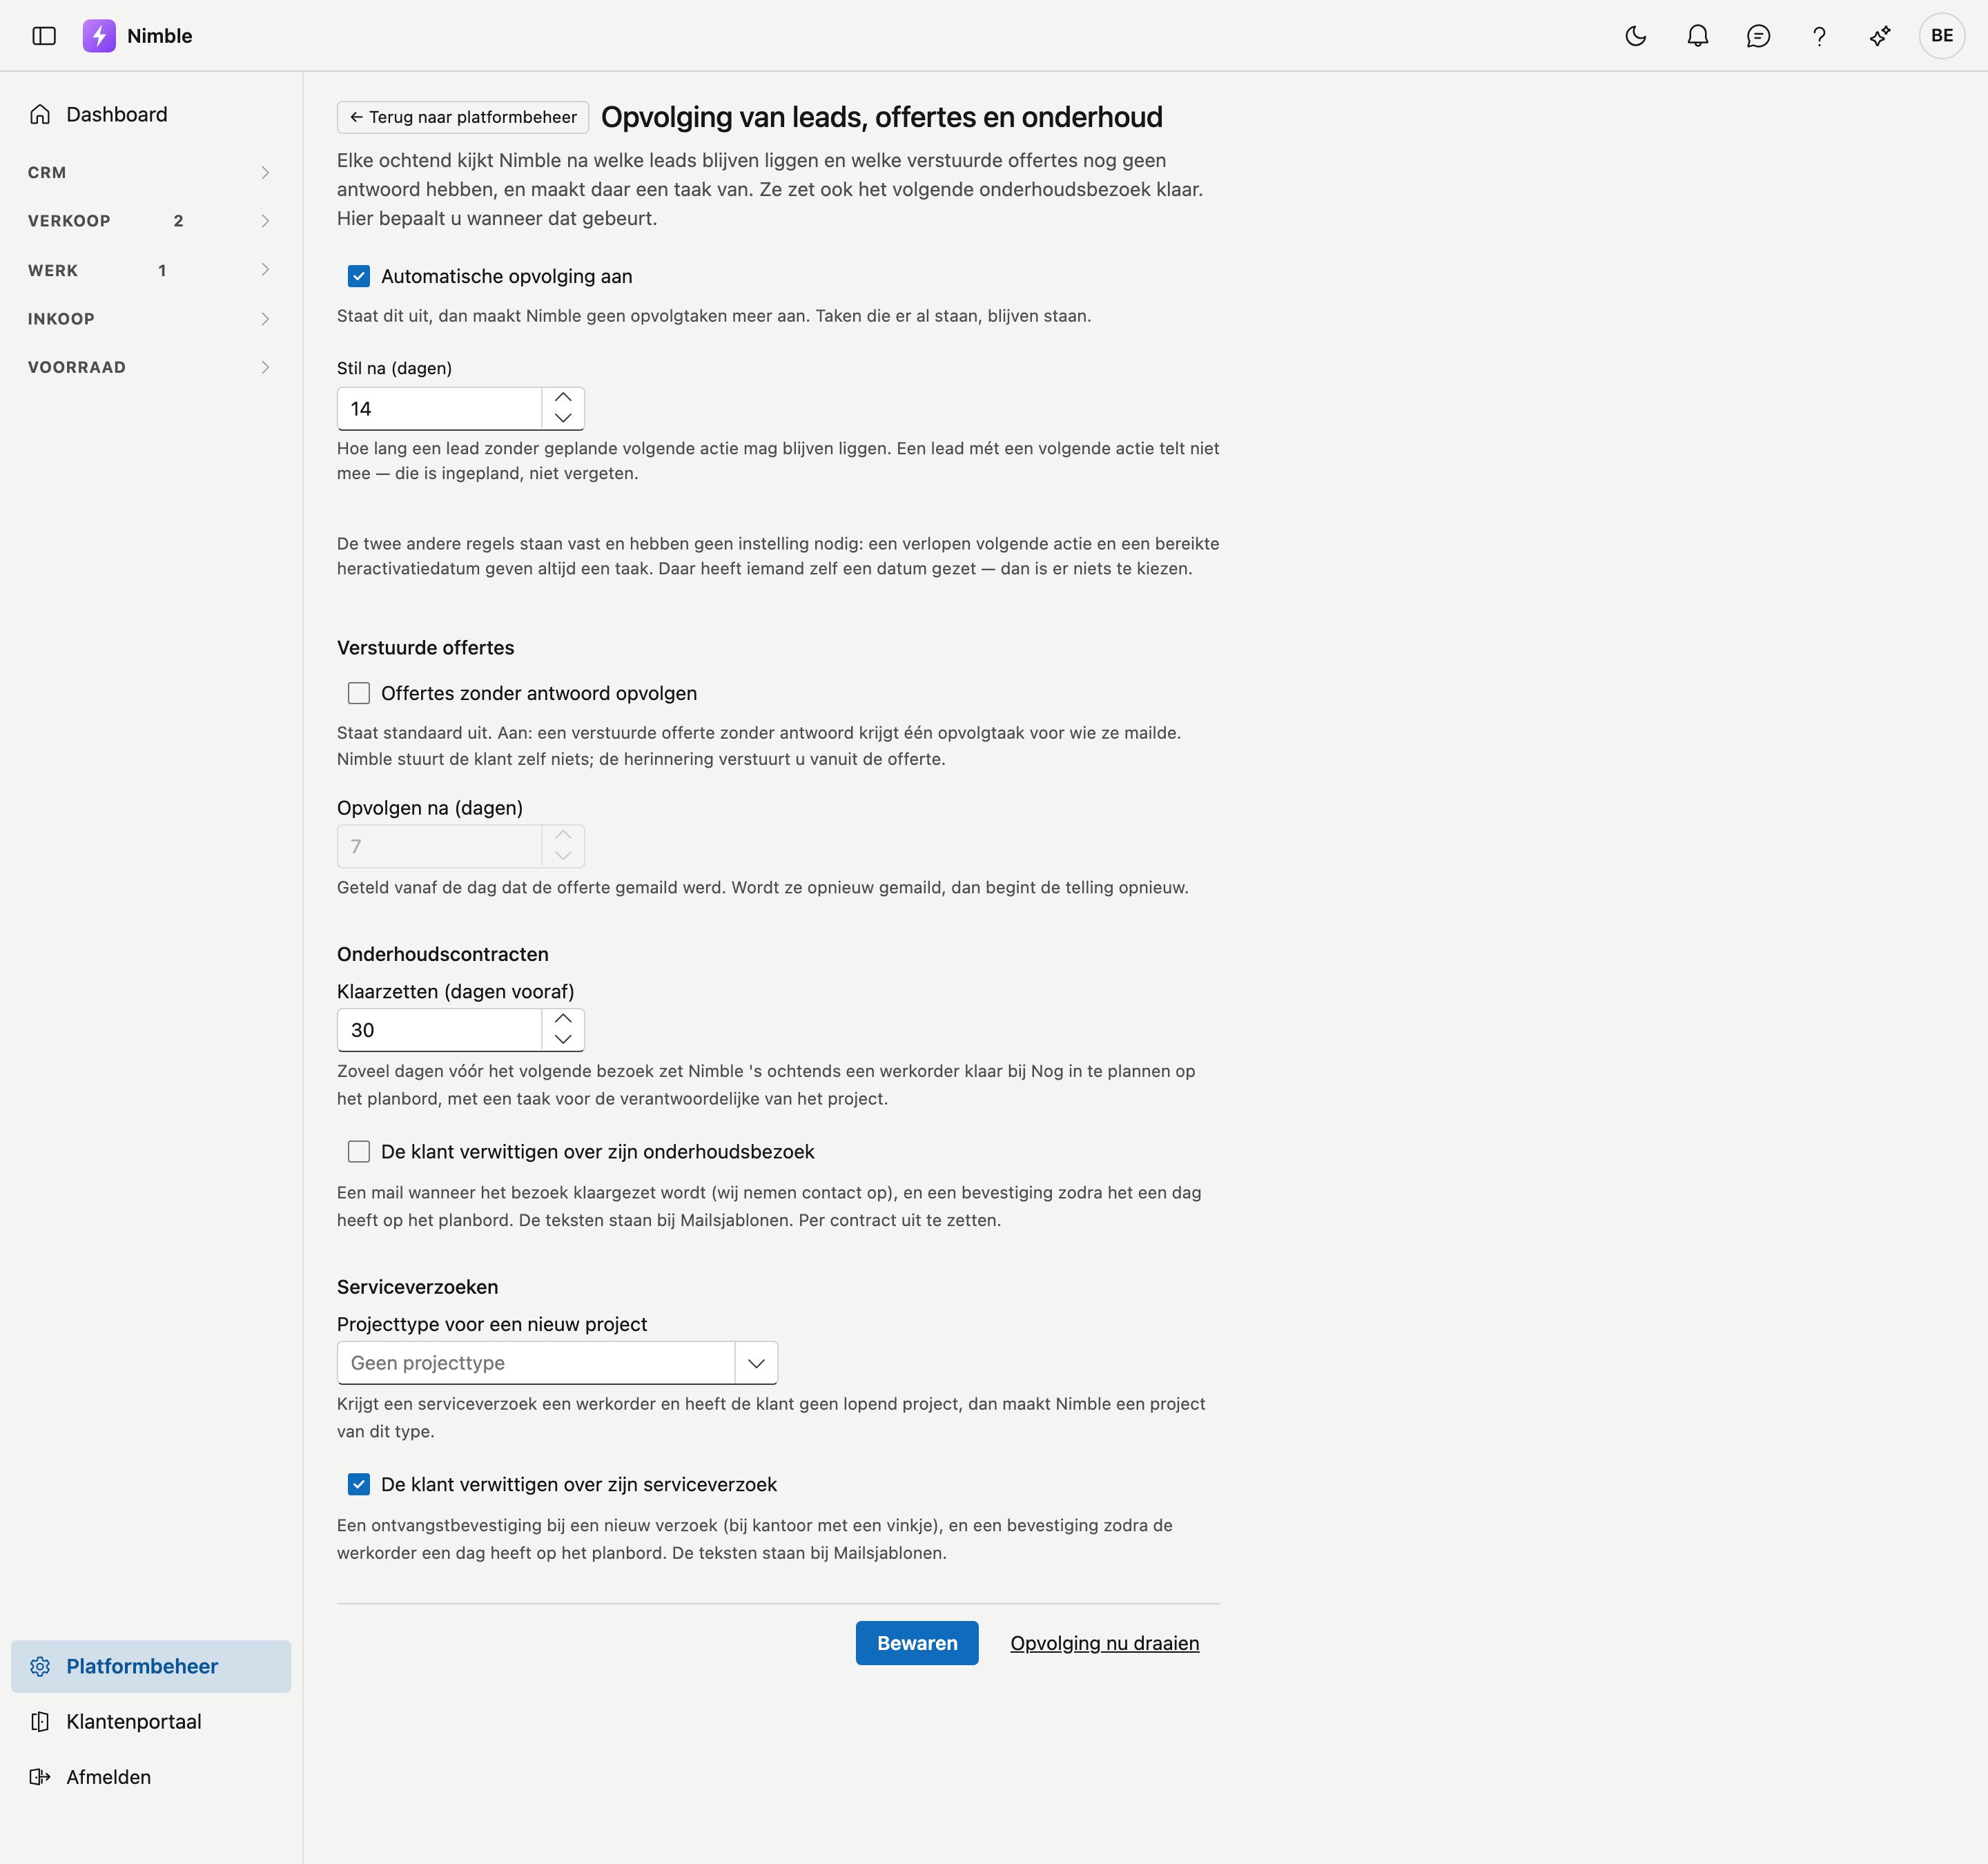 Nimble
BE
Dashboard
CRM
VERKOOP 2
WERK 1
INKOOP
VOORRAAD
Platformbeheer
Klantenportaal
Afmelden
← Terug naar platformbeheer
Opvolging van leads, offertes en onderhoud
Elke ochtend kijkt Nimble na welke leads blijven liggen en welke verstuurde offertes nog geen
antwoord hebben, en maakt daar een taak van. Ze zet ook het volgende onderhoudsbezoek klaar.
Hier bepaalt u wanneer dat gebeurt.
Automatische opvolging aan
Staat dit uit, dan maakt Nimble geen opvolgtaken meer aan. Taken die er al staan, blijven staan.
Stil na (dagen)
14
Hoe lang een lead zonder geplande volgende actie mag blijven liggen. Een lead mét een volgende actie telt niet
mee — die is ingepland, niet vergeten.
De twee andere regels staan vast en hebben geen instelling nodig: een verlopen volgende actie en een bereikte
heractivatiedatum geven altijd een taak. Daar heeft iemand zelf een datum gezet — dan is er niets te kiezen.
Verstuurde offertes
Offertes zonder antwoord opvolgen
Staat standaard uit. Aan: een verstuurde offerte zonder antwoord krijgt één opvolgtaak voor wie ze mailde.
Nimble stuurt de klant zelf niets; de herinnering verstuurt u vanuit de offerte.
Opvolgen na (dagen)
7
Geteld vanaf de dag dat de offerte gemaild werd. Wordt ze opnieuw gemaild, dan begint de telling opnieuw.
Onderhoudscontracten
Klaarzetten (dagen vooraf)
30
Zoveel dagen vóór het volgende bezoek zet Nimble 's ochtends een werkorder klaar bij Nog in te plannen op
het planbord, met een taak voor de verantwoordelijke van het project.
De klant verwittigen over zijn onderhoudsbezoek
Een mail wanneer het bezoek klaargezet wordt (wij nemen contact op), en een bevestiging zodra het een dag
heeft op het planbord. De teksten staan bij Mailsjablonen. Per contract uit te zetten.
Serviceverzoeken
Projecttype voor een nieuw project
Geen projecttype
Krijgt een serviceverzoek een werkorder en heeft de klant geen lopend project, dan maakt Nimble een project
van dit type.
De klant verwittigen over zijn serviceverzoek
Een ontvangstbevestiging bij een nieuw verzoek (bij kantoor met een vinkje), en een bevestiging zodra de
werkorder een dag heeft op het planbord. De teksten staan bij Mailsjablonen.
Bewaren
Opvolging nu draaien